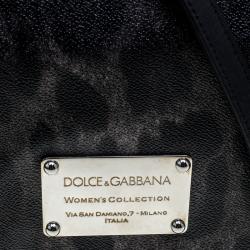 DOLCE & GABBANA
WOMEN'S COLLECTION
VIA SAN DAMIANO, 7 - MILANO
ITALIA